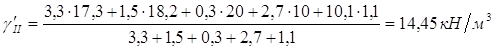 γ′_II = (3,3·17,3+1,5·18,2+0,3·20+2,7·10+10,1·1,1)/(3,3+1,5+0,3+2,7+1,1) = 14,45 кН/м³